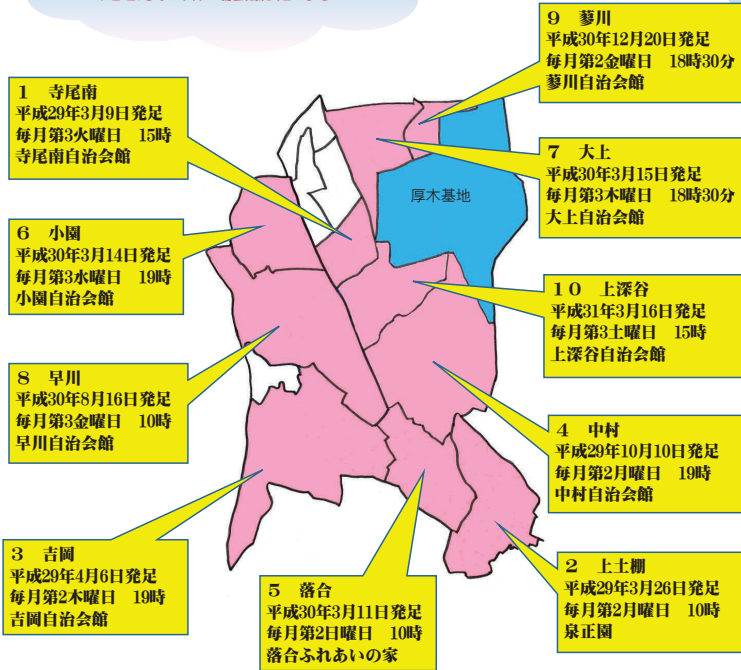 9　蓼川
平成30年12月20日発足
毎月第2金曜日　18時30分
蓼川自治会館
1　寺尾南
平成29年3月9日発足
毎月第3火曜日　15時
寺尾南自治会館
7　大上
平成30年3月15日発足
毎月第3木曜日　18時30分
大上自治会館
厚木基地
6　小園
平成30年3月14日発足
毎月第3水曜日　19時
小園自治会館
10　上深谷
平成31年3月16日発足
毎月第3土曜日　15時
上深谷自治会館
8　早川
平成30年8月16日発足
毎月第3金曜日　10時
早川自治会館
4　中村
平成29年10月10日発足
毎月第2月曜日　19時
中村自治会館
3　吉岡
平成29年4月6日発足
毎月第2木曜日　19時
吉岡自治会館
5　落合
平成30年3月11日発足
毎月第2日曜日　10時
落合ふれあいの家
2　上土棚
平成29年3月26日発足
毎月第2月曜日　10時
泉正園